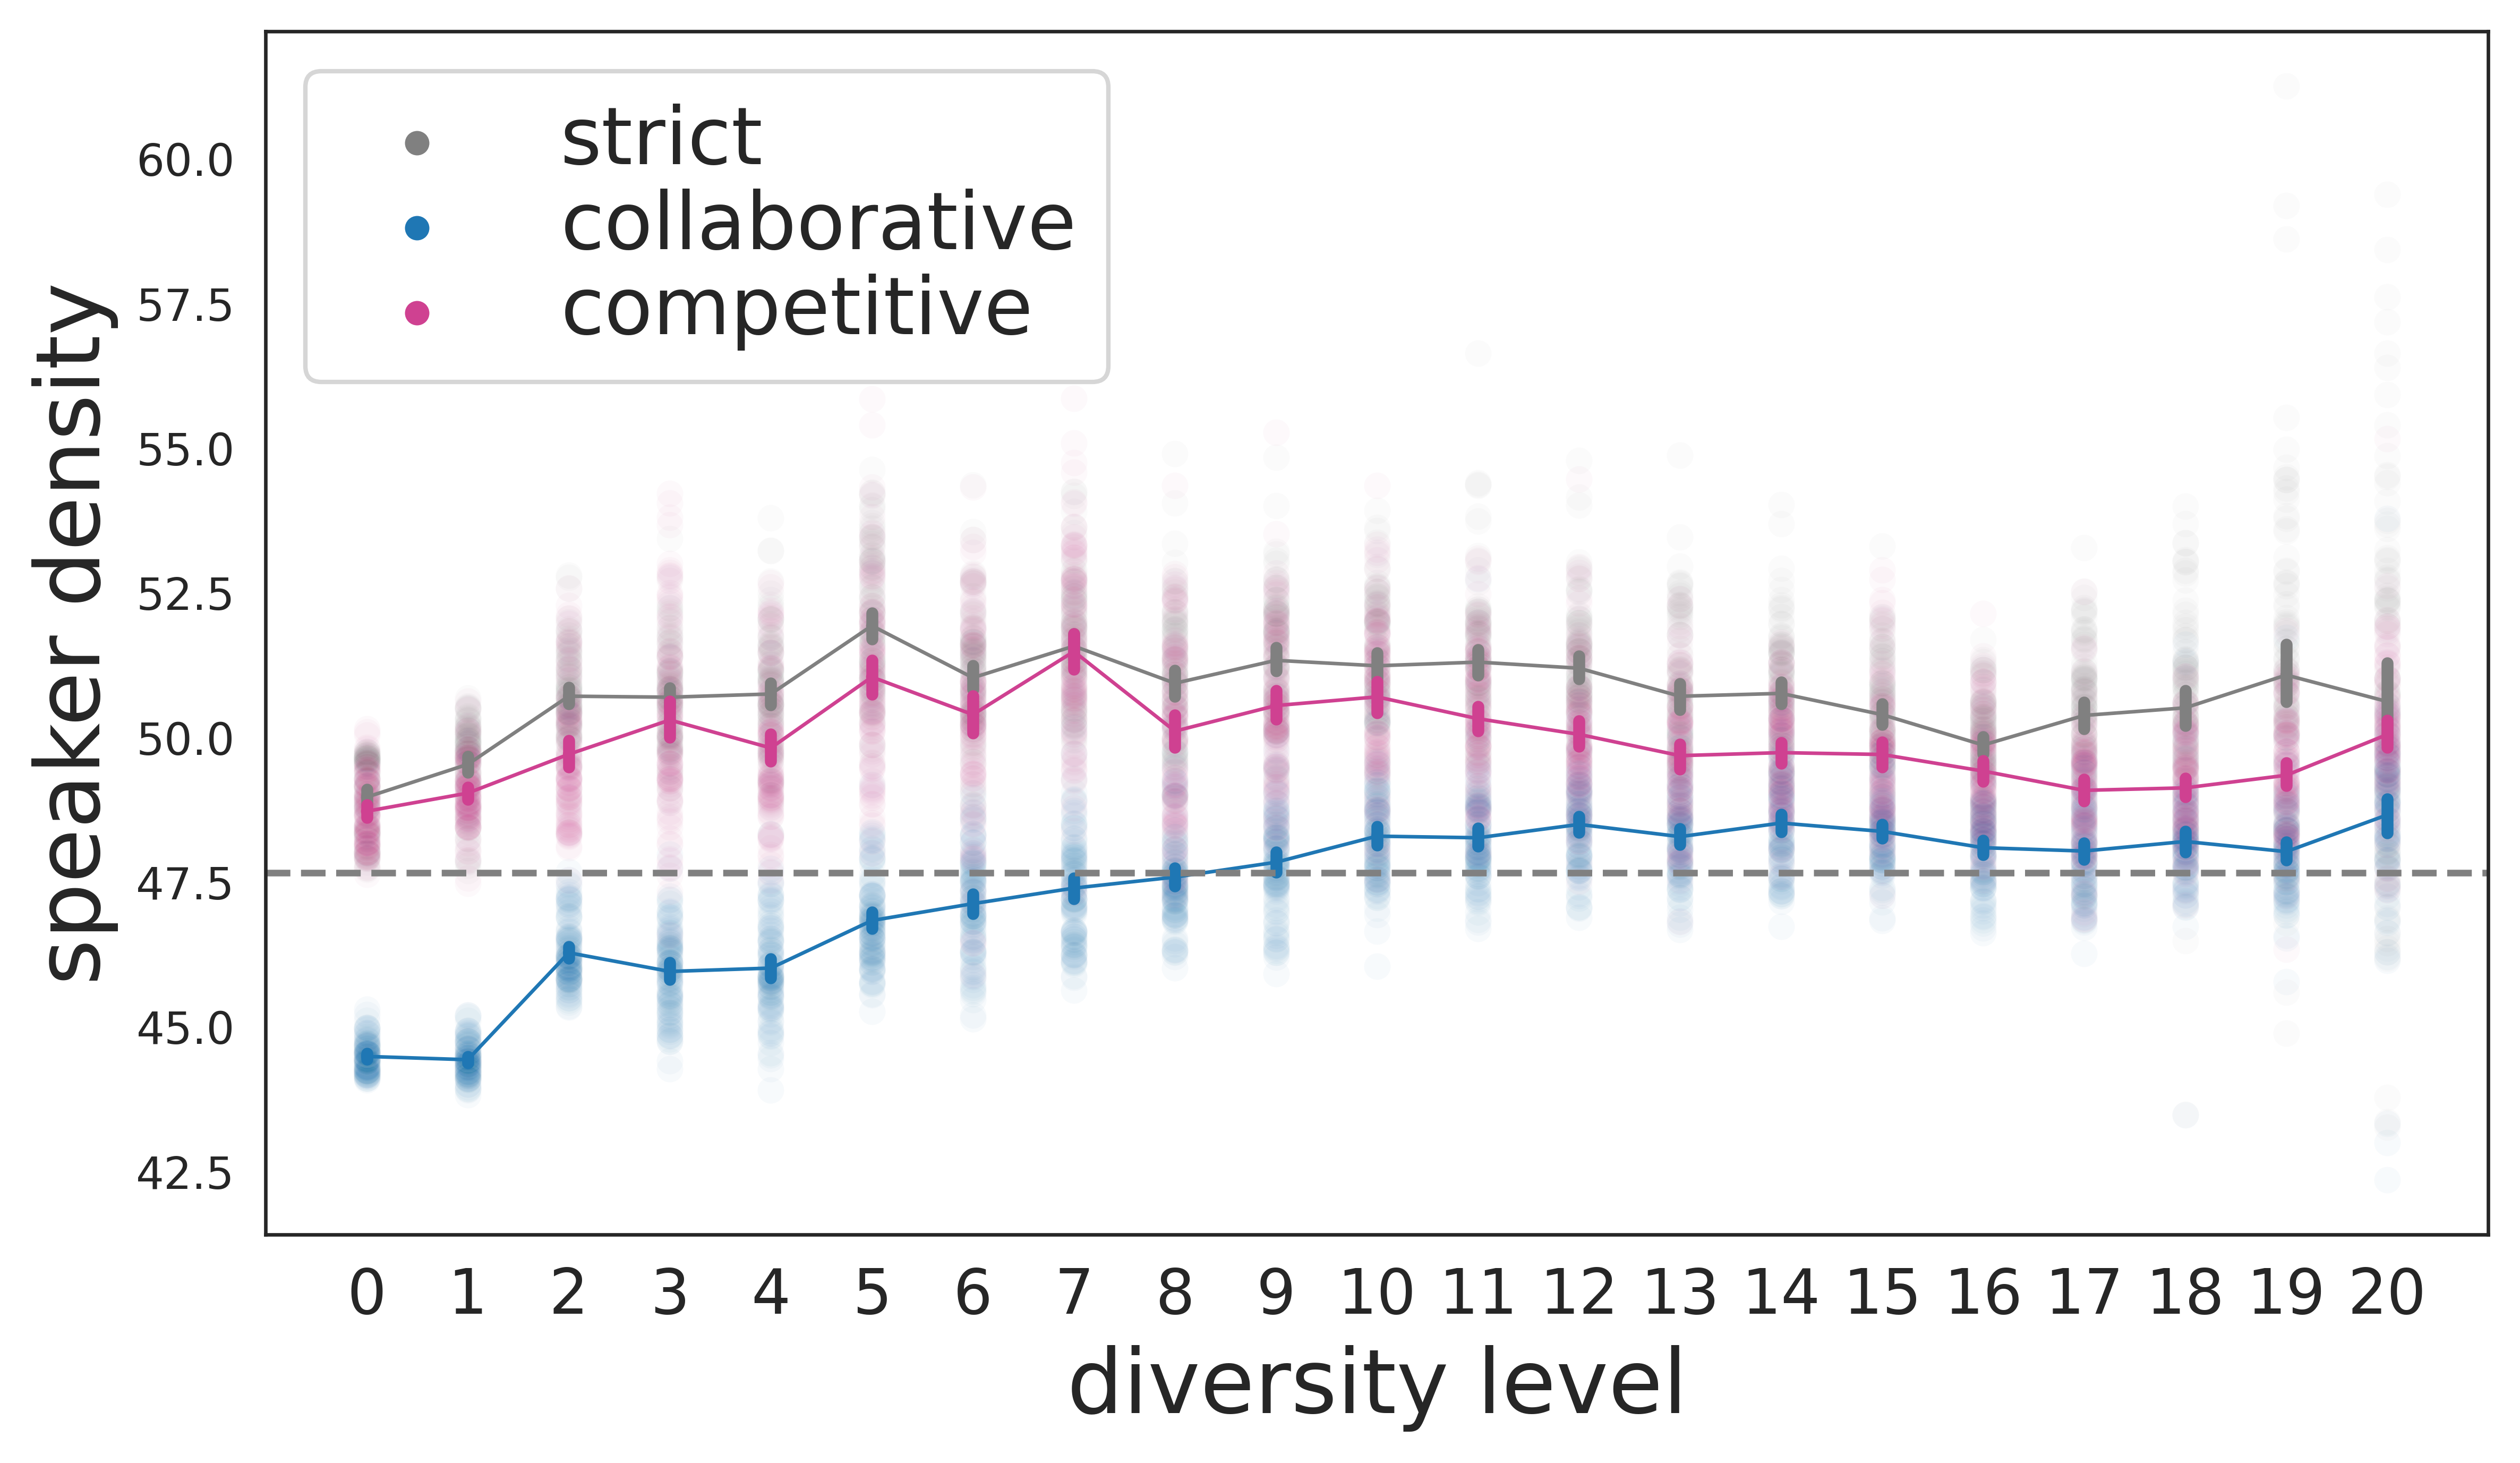 strict
collaborative
competitive
speaker density
60.0
57.5
55.0
52.5
50.0
47.5
45.0
42.5
0 1 2 3 4 5 6 7 8 9 10 11 12 13 14 15 16 17 18 19 20
diversity level